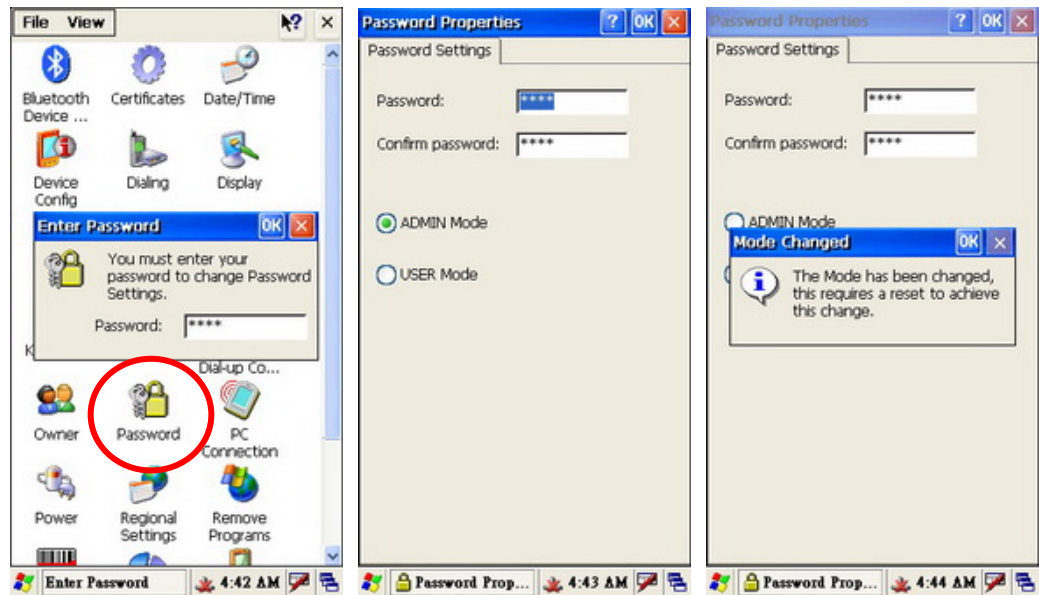 File View ? ×
Bluetooth Certificates Date/Time
Device ...
Device Dialing Display
Config
Enter Password OK ×
You must enter your
password to change Password
Settings.
Password: ****
K
Dial-up Co...
Owner Password PC
Connection
Power Regional Remove
Settings Programs
Enter Password 4:42 AM
Password Properties ? OK ×
Password Settings
Password: ****
Confirm password: ****
ADMIN Mode
USER Mode
Password Prop... 4:43 AM
Password Properties ? OK ×
Password Settings
Password: ****
Confirm password: ****
ADMIN Mode
Mode Changed OK ×
The Mode has been changed,
this requires a reset to achieve
this change.
Password Prop... 4:44 AM